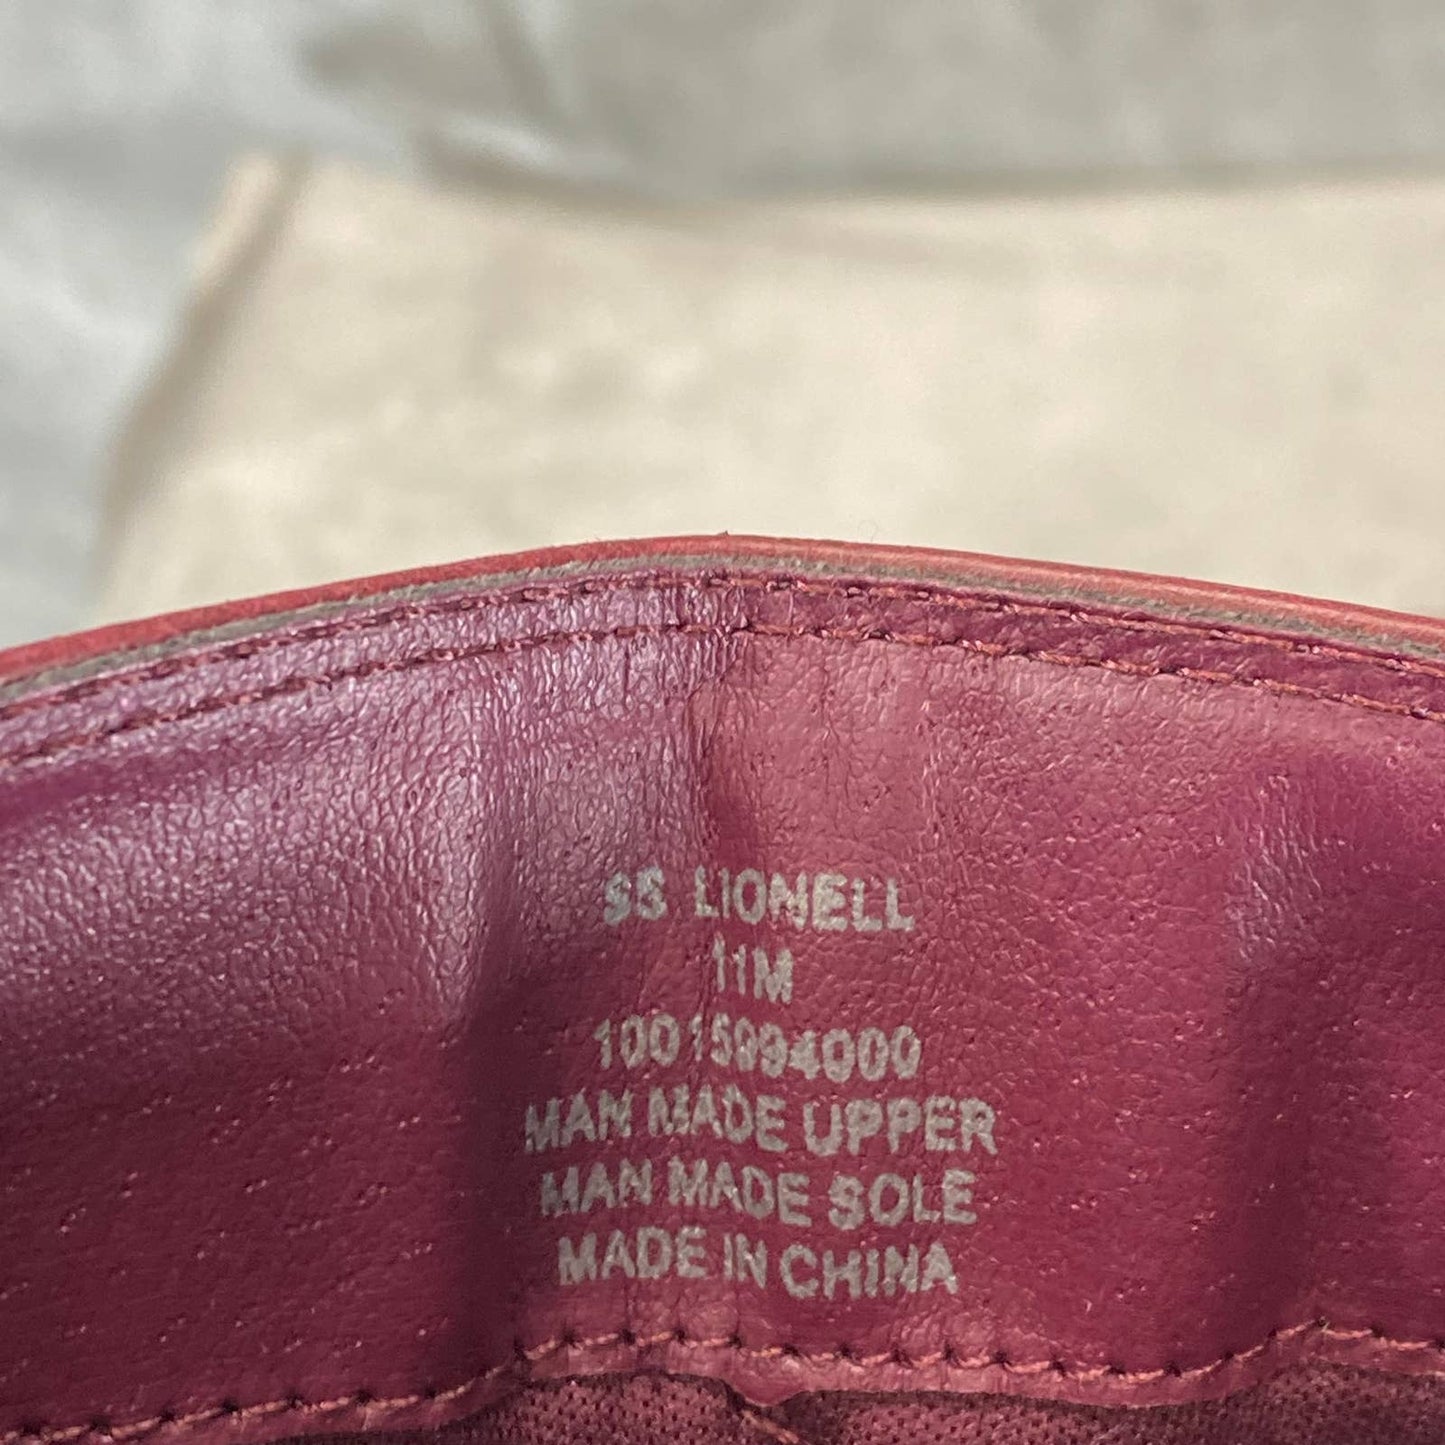 SS LIONELL
11M
10015994000
MAN MADE UPPER
MAN MADE SOLE
MADE IN CHINA